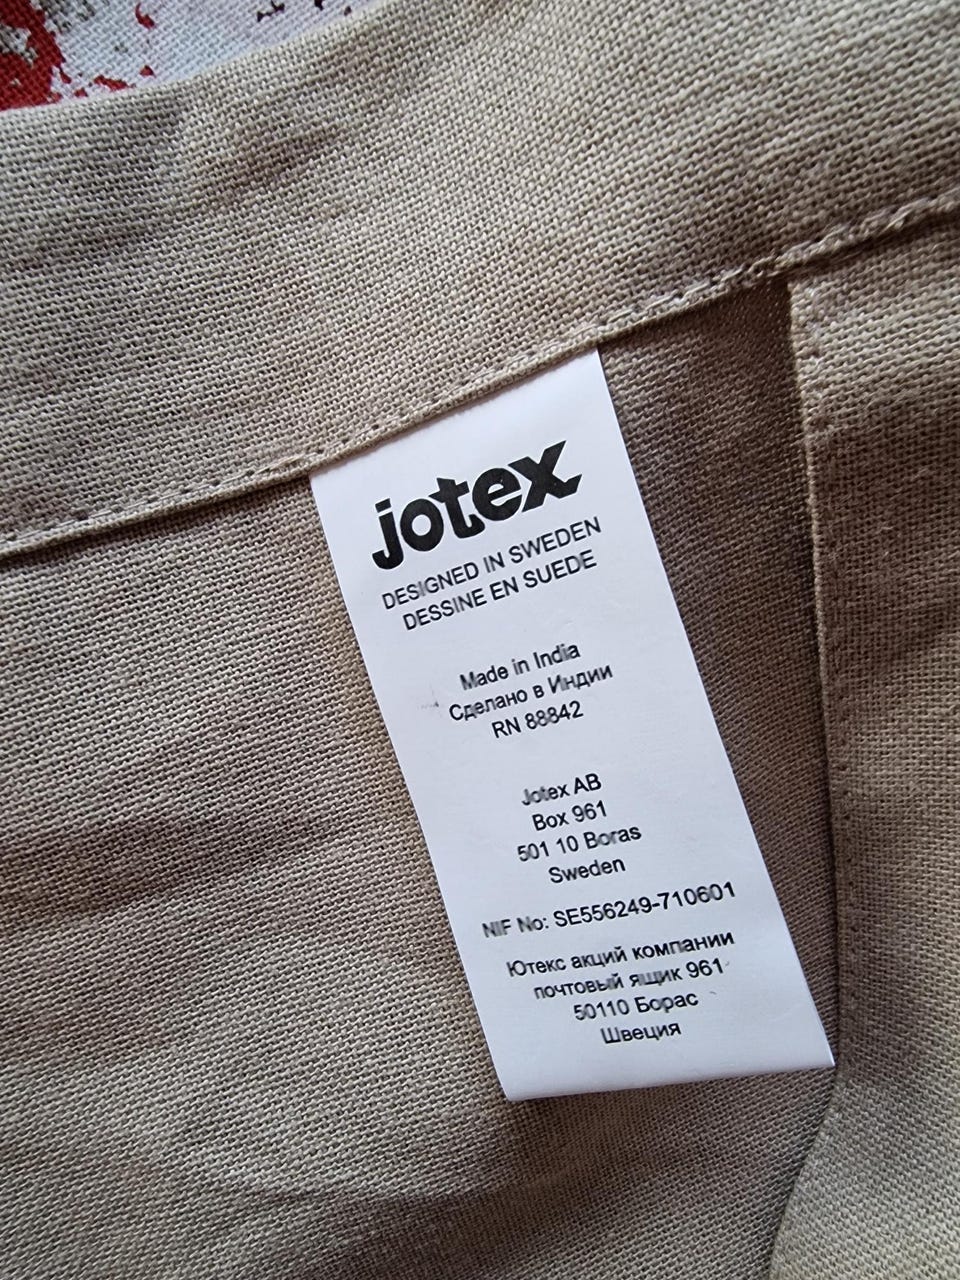 jotex
DESIGNED IN SWEDEN
DESSINE EN SUEDE
Made in India
Сделано в Индии
RN 88842
Jotex AB
Box 961
501 10 Boras
Sweden
NIF No: SE556249-710601
Ютекс акций компании
почтовый ящик 961
50110 Борас
Швеция